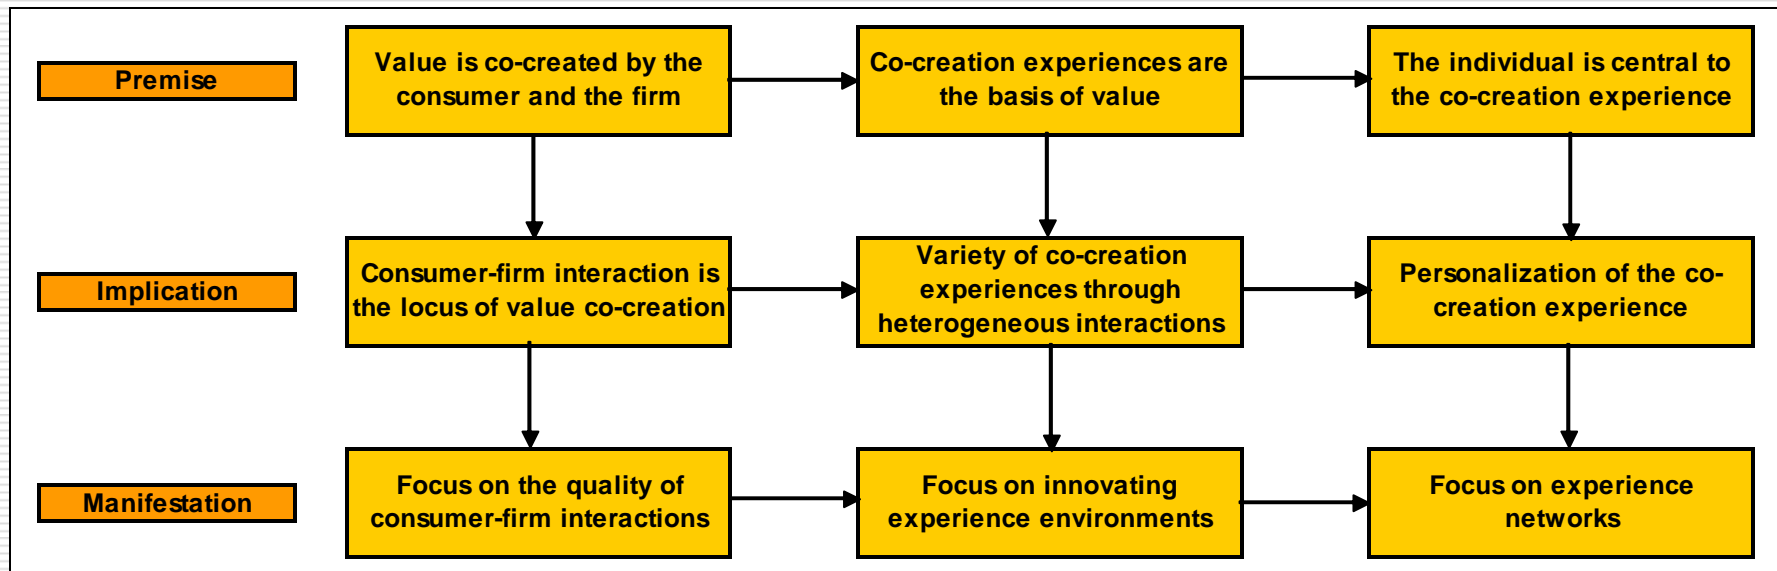 Premise
Value is co-created by the
consumer and the firm
Co-creation experiences are
the basis of value
The individual is central to
the co-creation experience
Implication
Consumer-firm interaction is
the locus of value co-creation
Variety of co-creation
experiences through
heterogeneous interactions
Personalization of the co-
creation experience
Manifestation
Focus on the quality of
consumer-firm interactions
Focus on innovating
experience environments
Focus on experience
networks